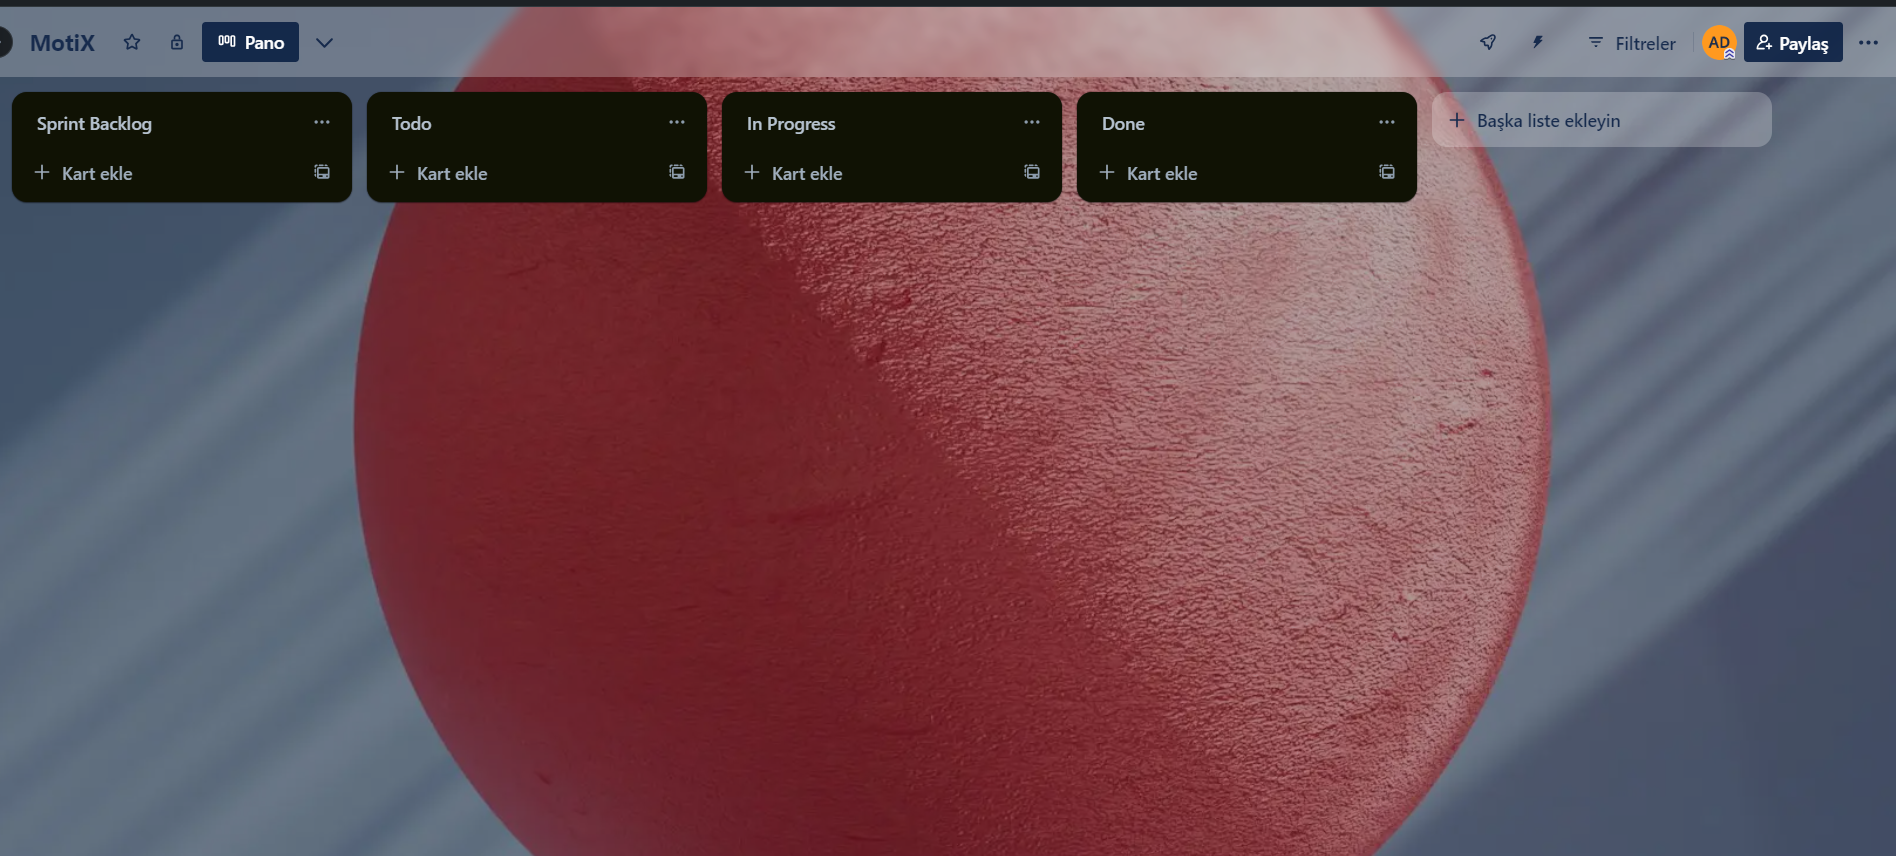 MotiX
Pano
Filtreler
AD
Paylaş
Sprint Backlog
Kart ekle
Todo
Kart ekle
In Progress
Kart ekle
Done
Kart ekle
Başka liste ekleyin